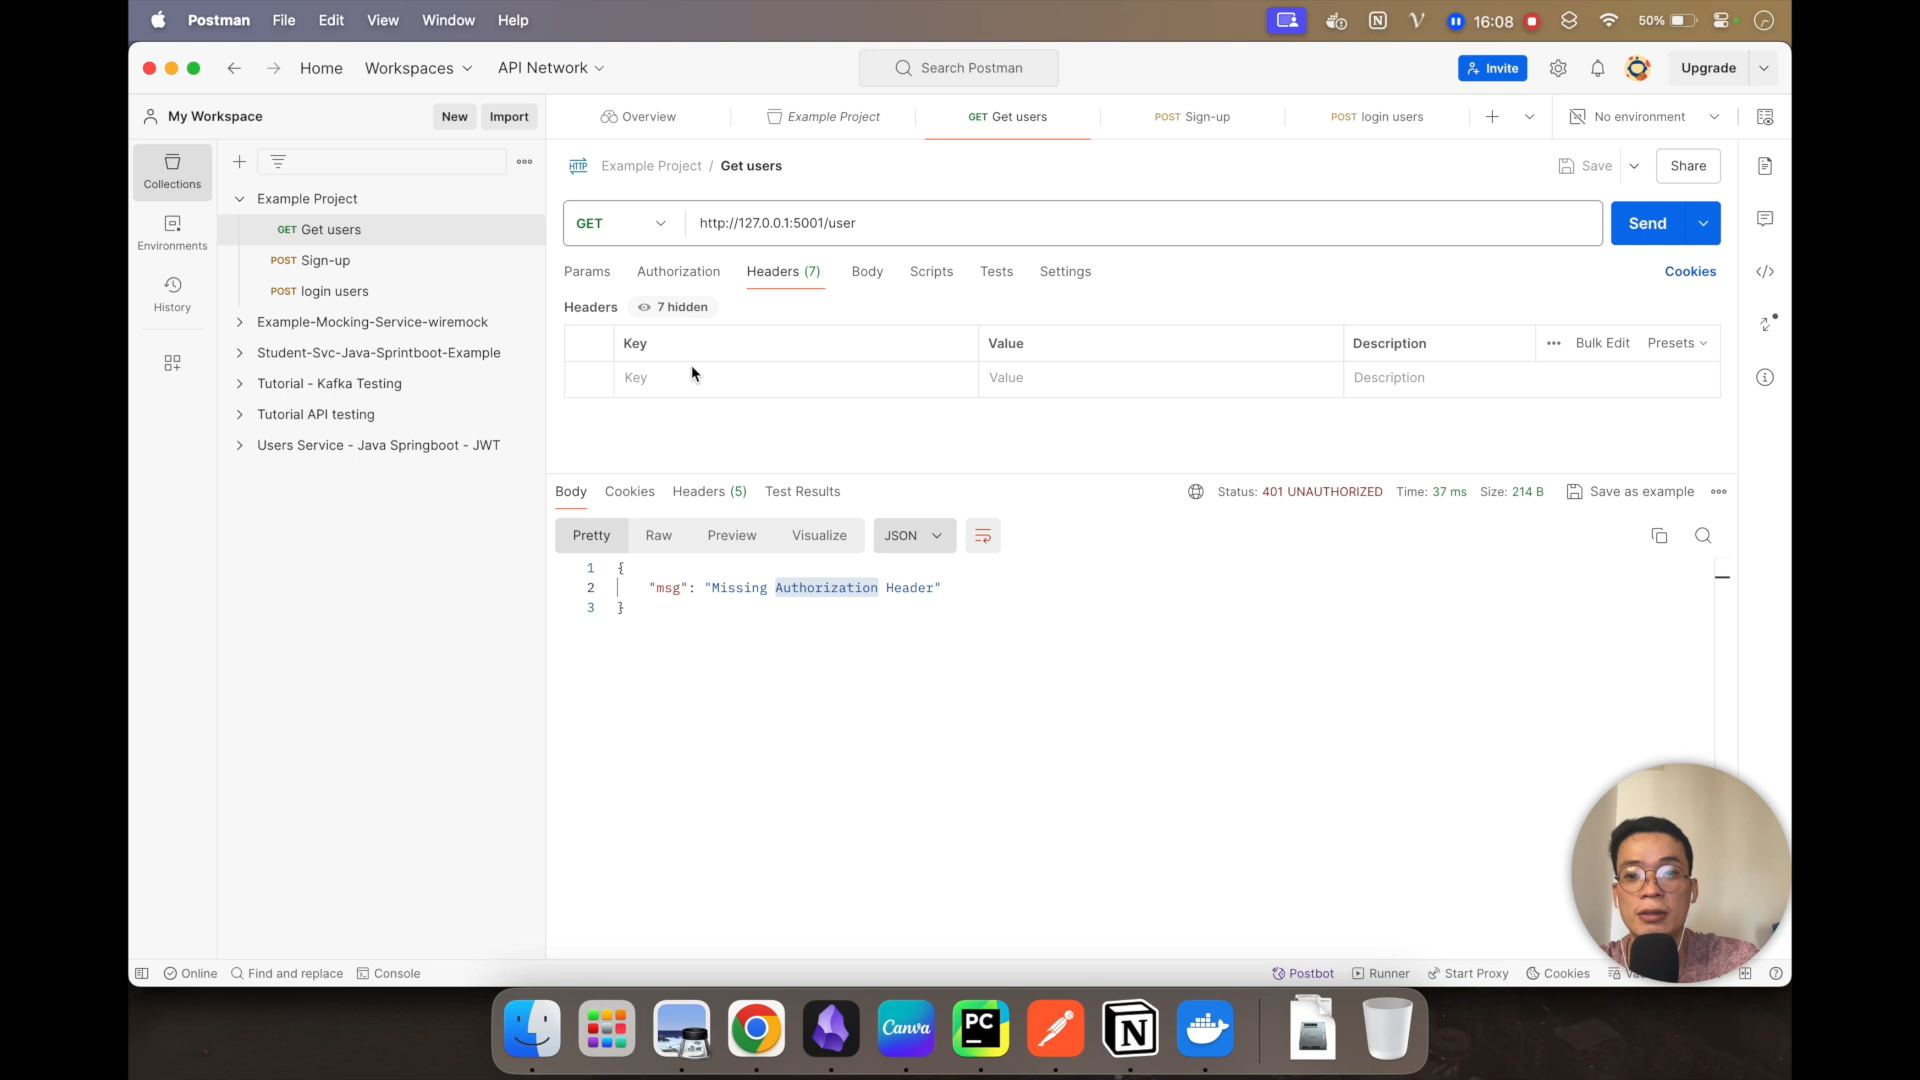 Postman File Edit View Window Help
16:08
50%
Home Workspaces API Network
Search Postman
Invite
Upgrade
My Workspace
New Import
Overview
Example Project
GET Get users
POST Sign-up
POST login users
No environment
Collections
Environments
History
Example Project
GET Get users
POST Sign-up
POST login users
Example-Mocking-Service-wiremock
Student-Svc-Java-Sprintboot-Example
Tutorial - Kafka Testing
Tutorial API testing
Users Service - Java Springboot - JWT
HTTP Example Project / Get users
Save Share
GET http://127.0.0.1:5001/user
Send
Params Authorization Headers (7) Body Scripts Tests Settings
Cookies
Headers 7 hidden
Key Value Description Bulk Edit Presets
Key Value Description
Body Cookies Headers (5) Test Results
Status: 401 UNAUTHORIZED Time: 37 ms Size: 214 B Save as example
Pretty Raw Preview Visualize JSON
1 {
2 "msg": "Missing Authorization Header"
3 }
Online Find and replace Console
Postbot Runner Start Proxy Cookies
Canva
PC
N